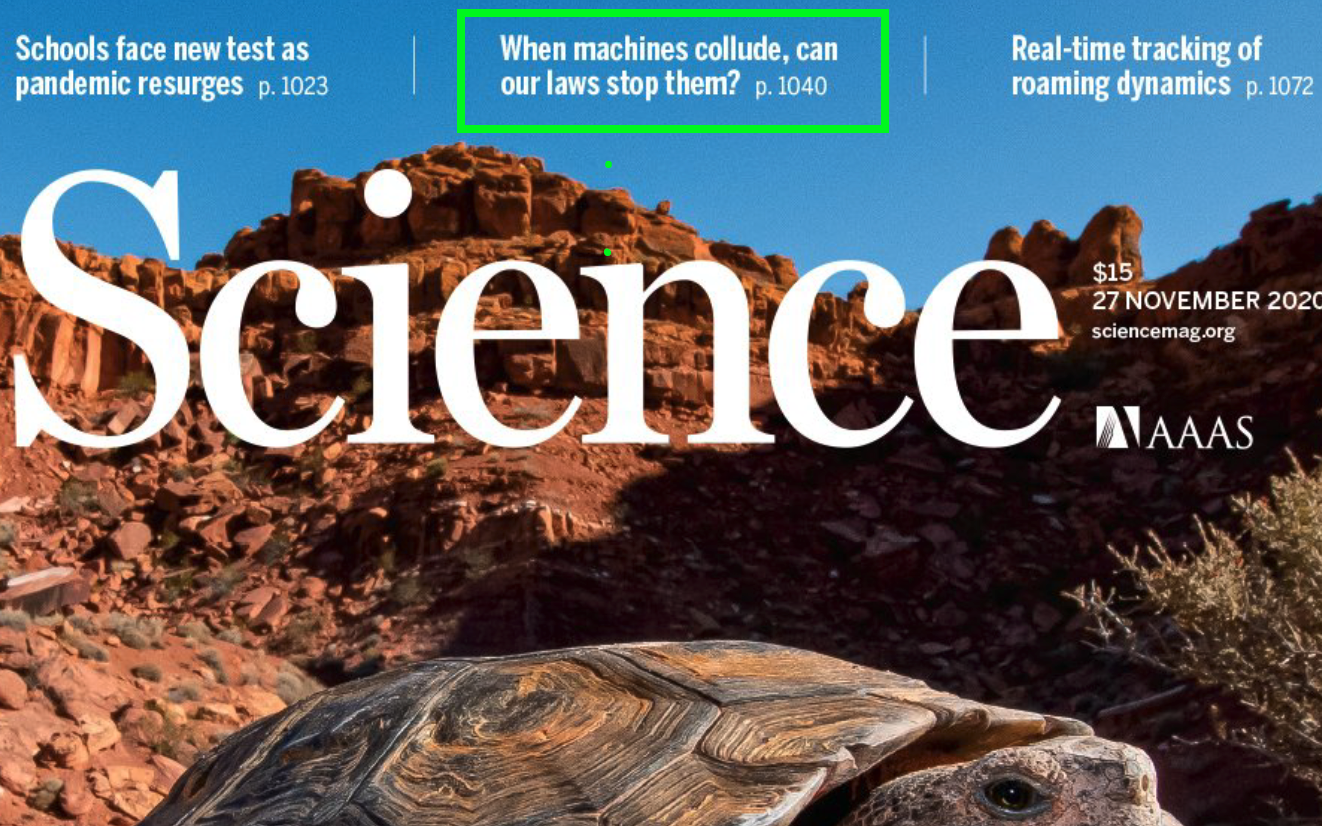 Schools face new test as
pandemic resurges p. 1023
When machines collude, can
our laws stop them? p. 1040
Real-time tracking of
roaming dynamics p. 1072
Science
$15
27 NOVEMBER 2020
sciencemag.org
AAAS